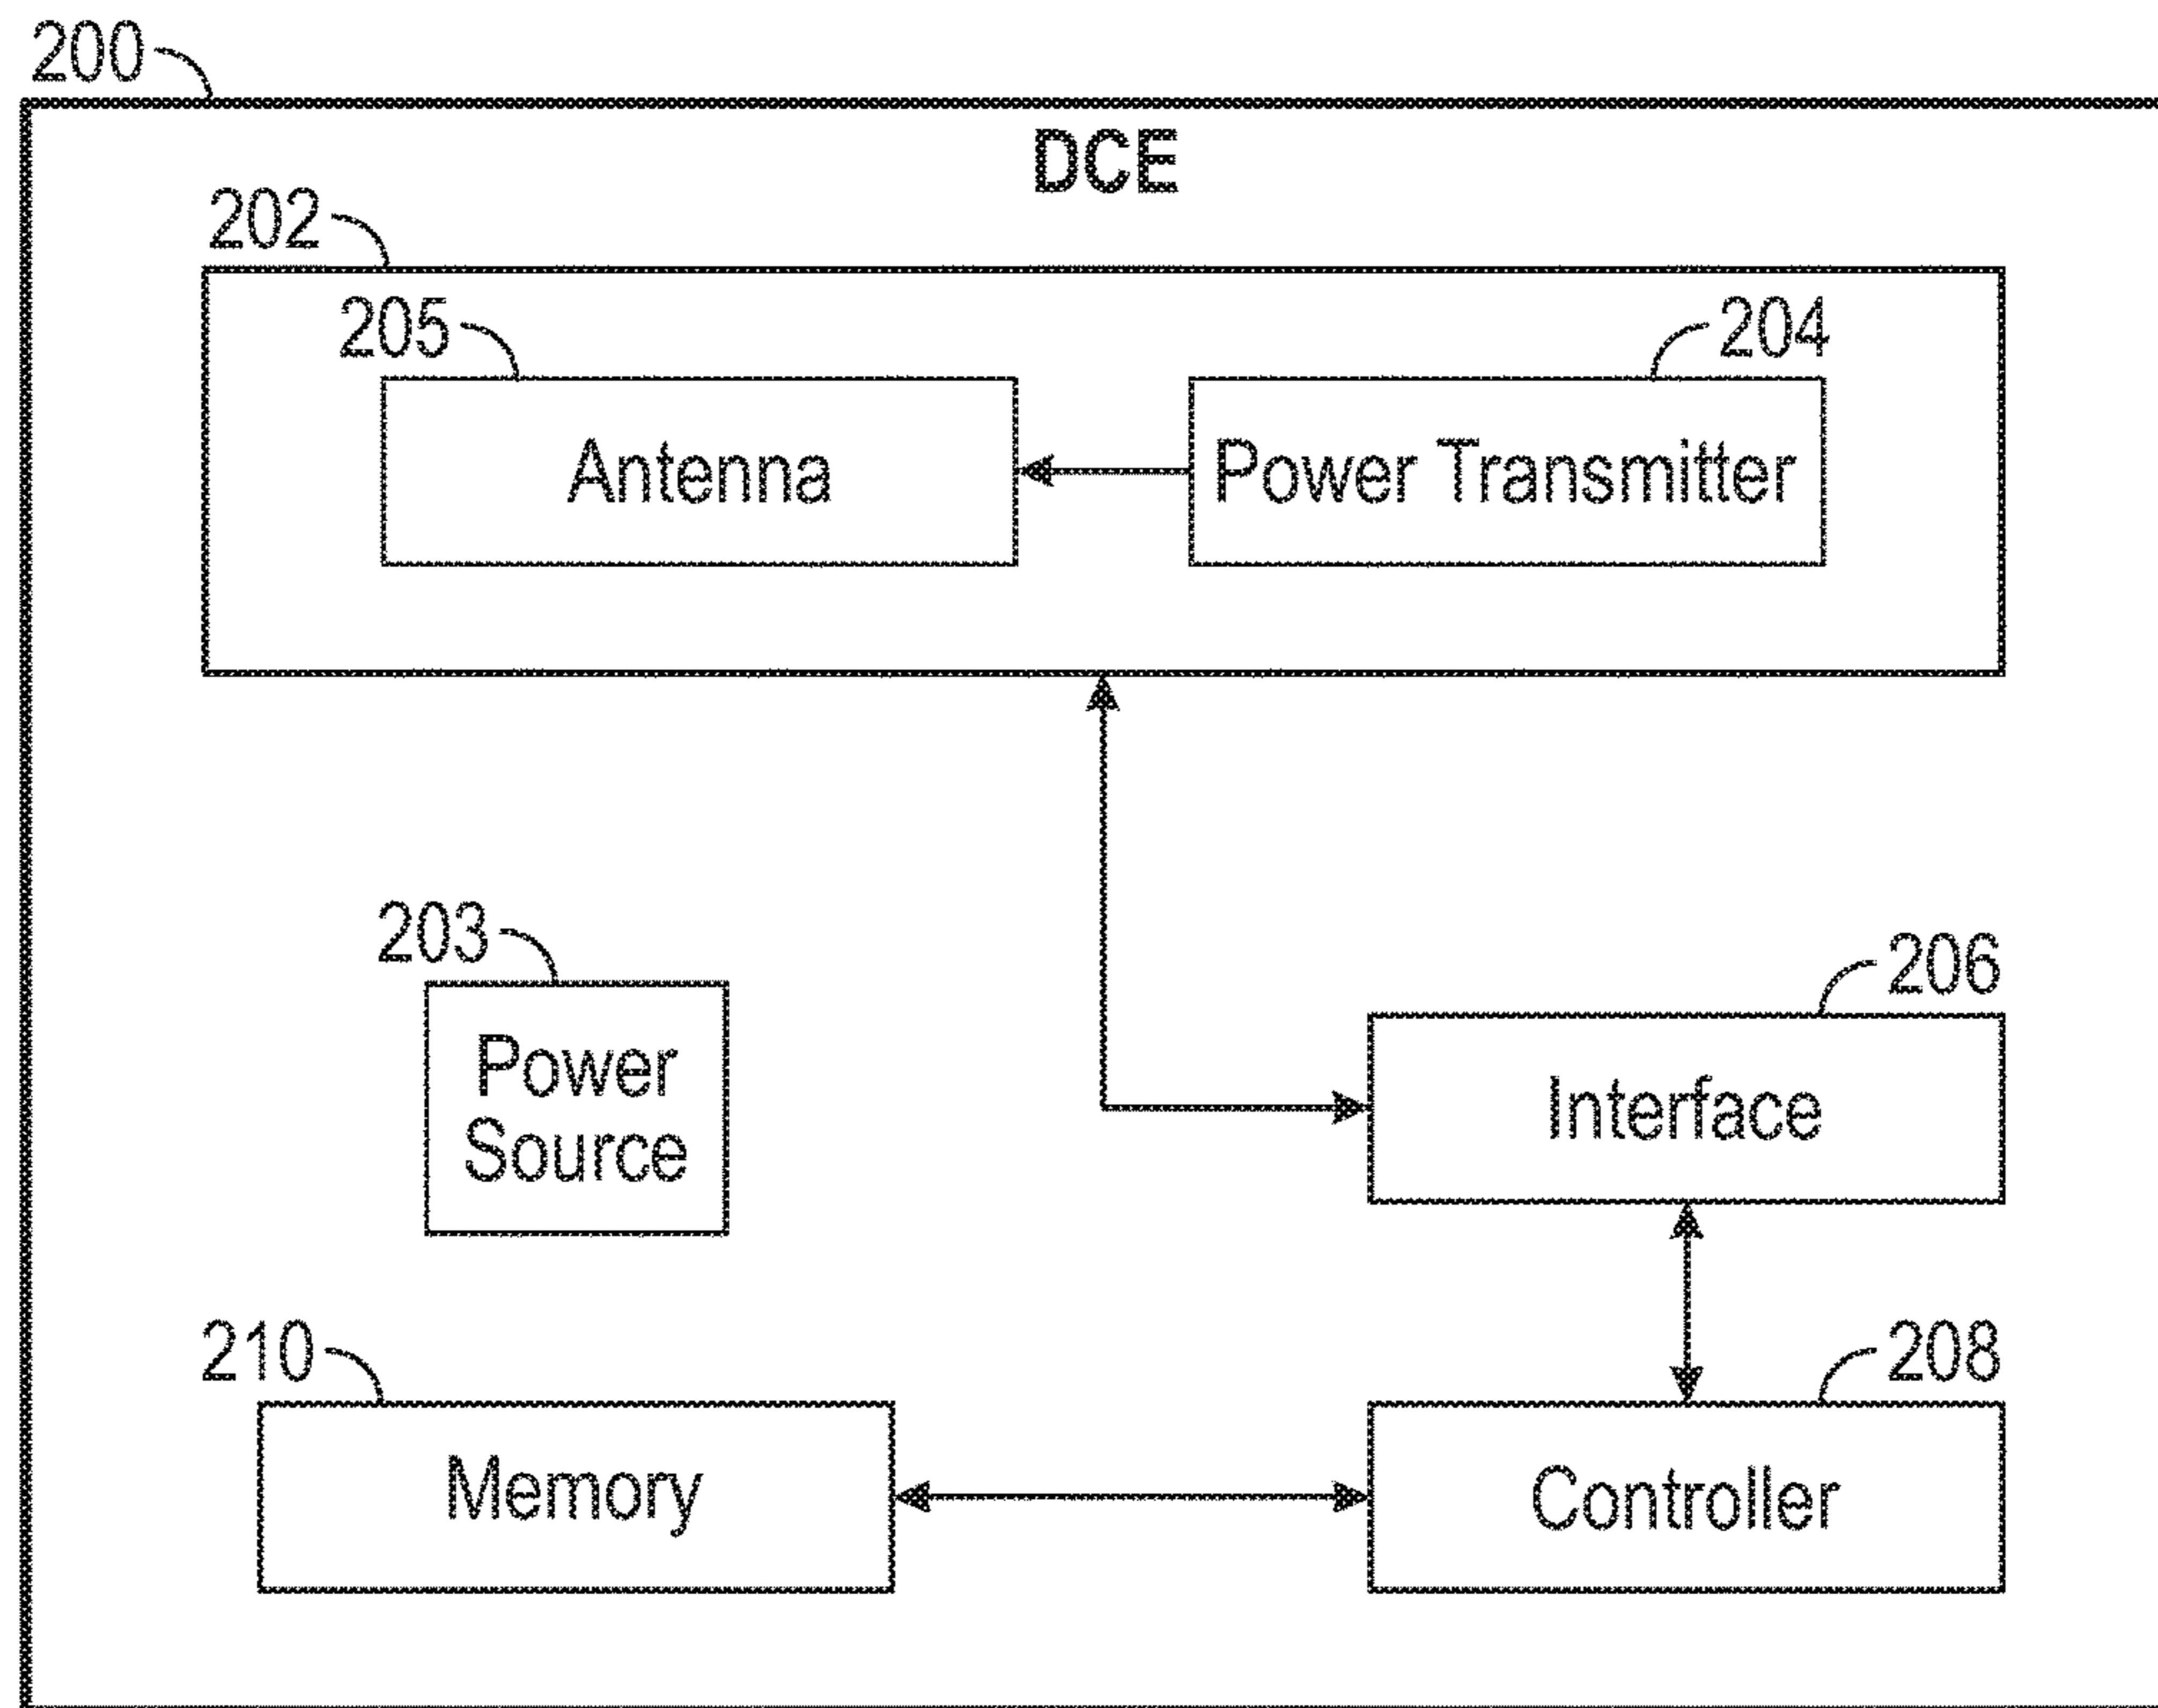 200
DCE
202
205
204
Antenna
Power Transmitter
203
206
Power
Source
Interface
210
208
Memory
Controller